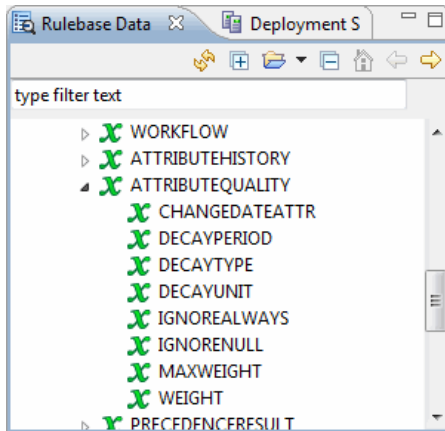 Rulebase Data Deployment S
type filter text
WORKFLOW
ATTRIBUTEHISTORY
ATTRIBUTEQUALITY
CHANGEDATEATTR
DECAYPERIOD
DECAYTYPE
DECAYUNIT
IGNOREALWAYS
IGNORENULL
MAXWEIGHT
WEIGHT
PRECEDENCERESULT